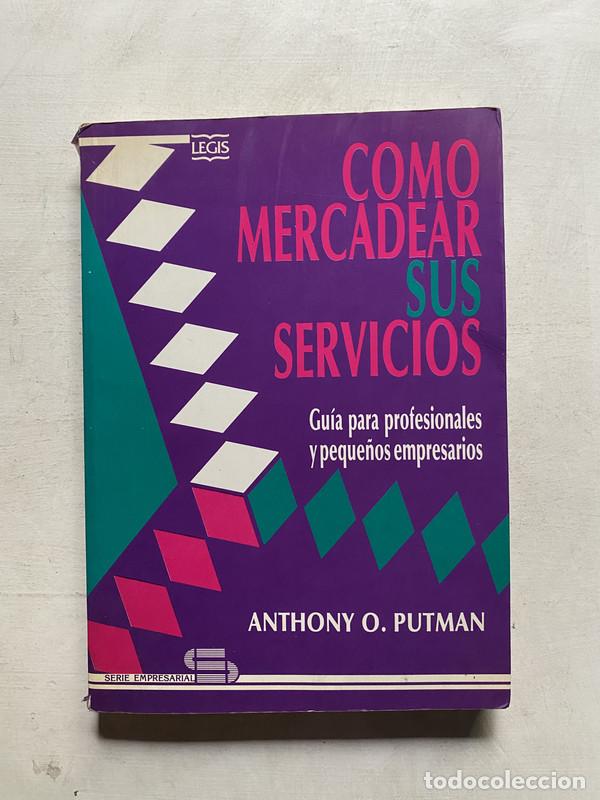 LEGIS
COMO
MERCADEAR
SUS
SERVICIOS
Guía para profesionales
y pequeños empresarios
ANTHONY O. PUTMAN
SERIE EMPRESARIAL
todocoleccion